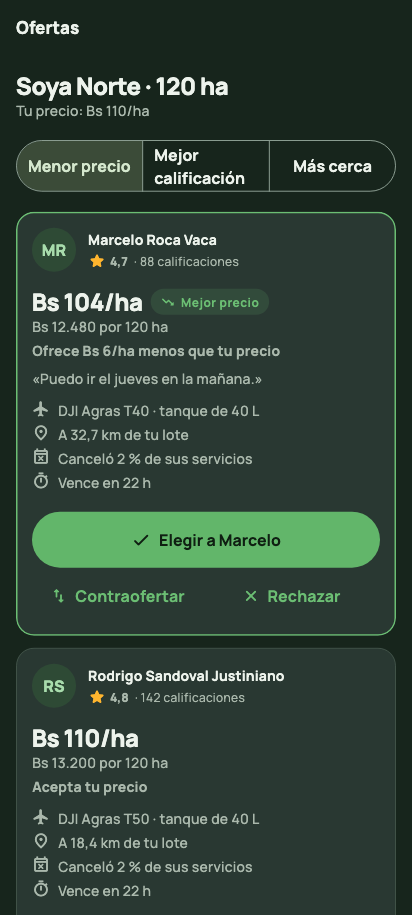 Ofertas
Soya Norte · 120 ha
Tu precio: Bs 110/ha
Menor precio
Mejor
calificación
Más cerca
MR
Marcelo Roca Vaca
4,7 · 88 calificaciones
Bs 104/ha
Mejor precio
Bs 12.480 por 120 ha
Ofrece Bs 6/ha menos que tu precio
«Puedo ir el jueves en la mañana.»
DJI Agras T40 · tanque de 40 L
A 32,7 km de tu lote
Canceló 2 % de sus servicios
Vence en 22 h
Elegir a Marcelo
Contraofertar
Rechazar
RS
Rodrigo Sandoval Justiniano
4,8 · 142 calificaciones
Bs 110/ha
Bs 13.200 por 120 ha
Acepta tu precio
DJI Agras T50 · tanque de 40 L
A 18,4 km de tu lote
Canceló 2 % de sus servicios
Vence en 22 h